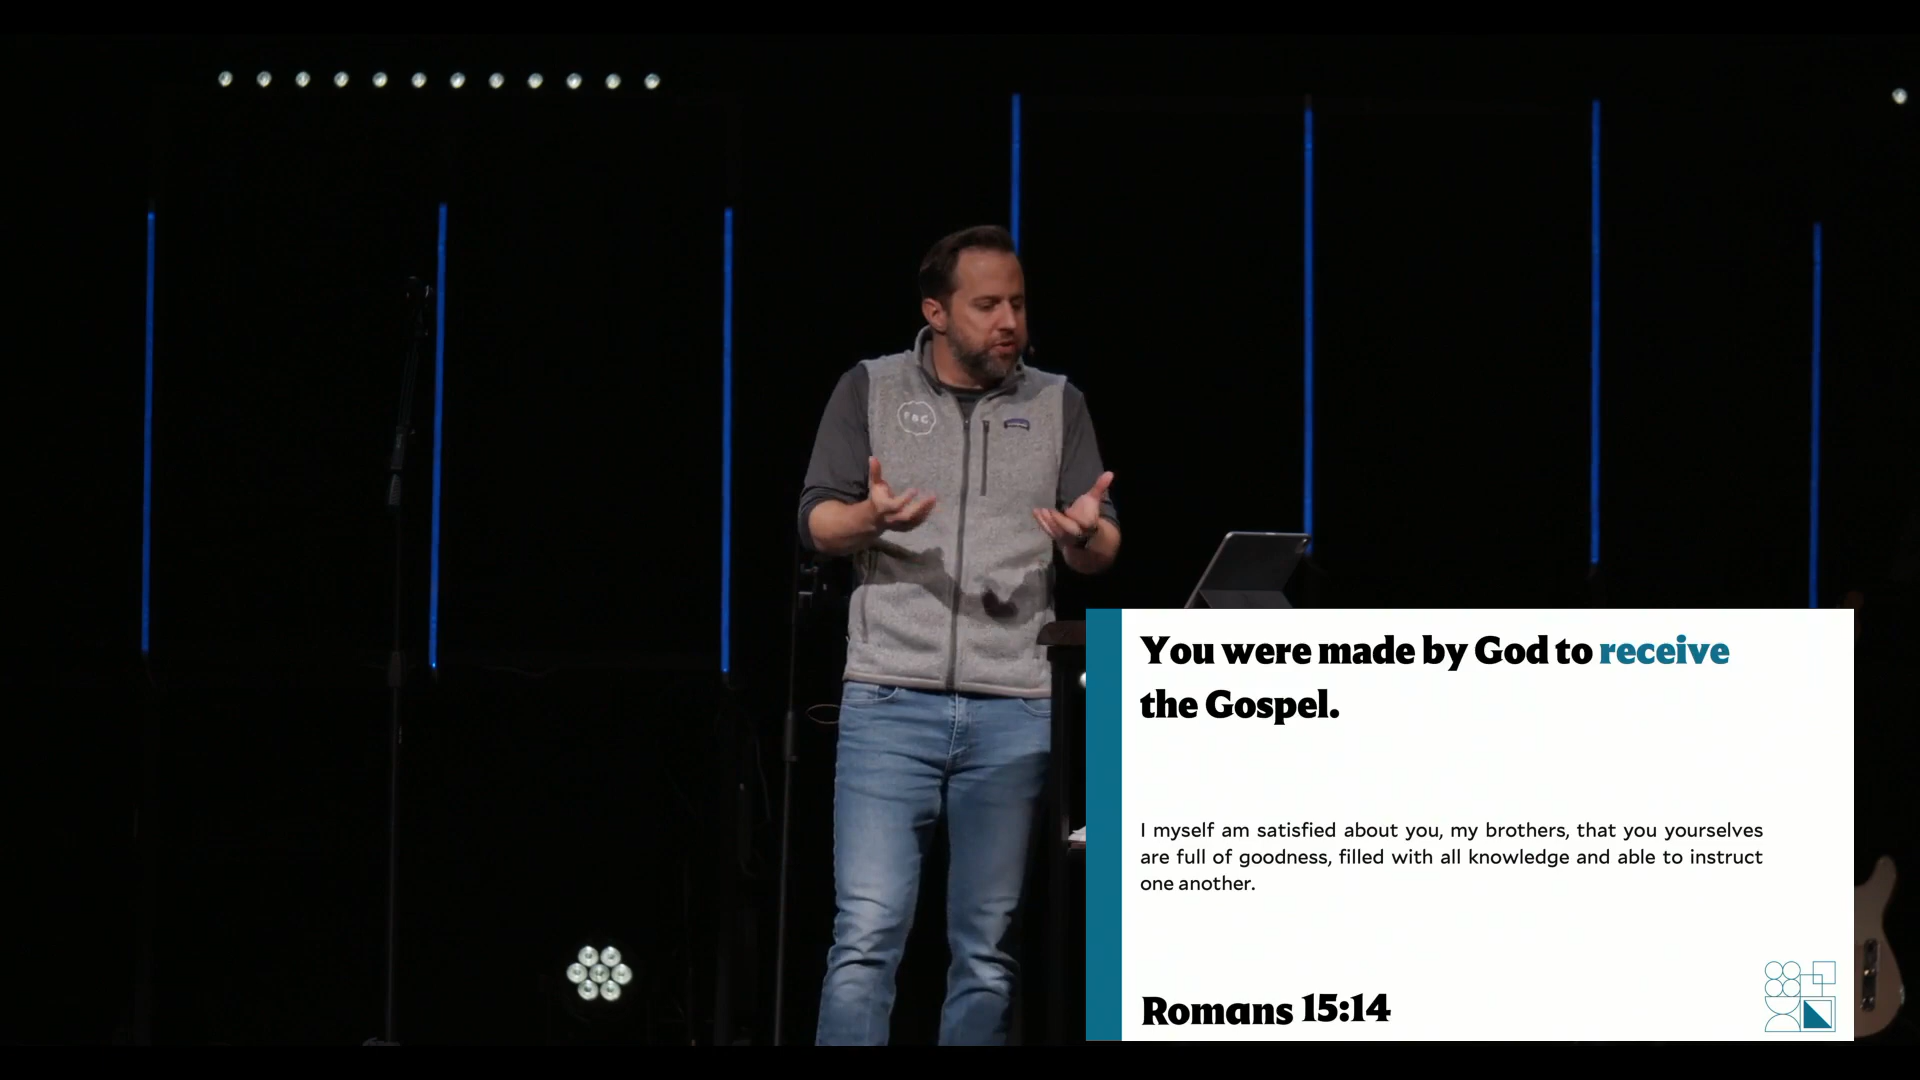 FBC
You were made by God to receive
the Gospel.
I myself am satisfied about you, my brothers, that you yourselves
are full of goodness, filled with all knowledge and able to instruct
one another.
Romans 15:14